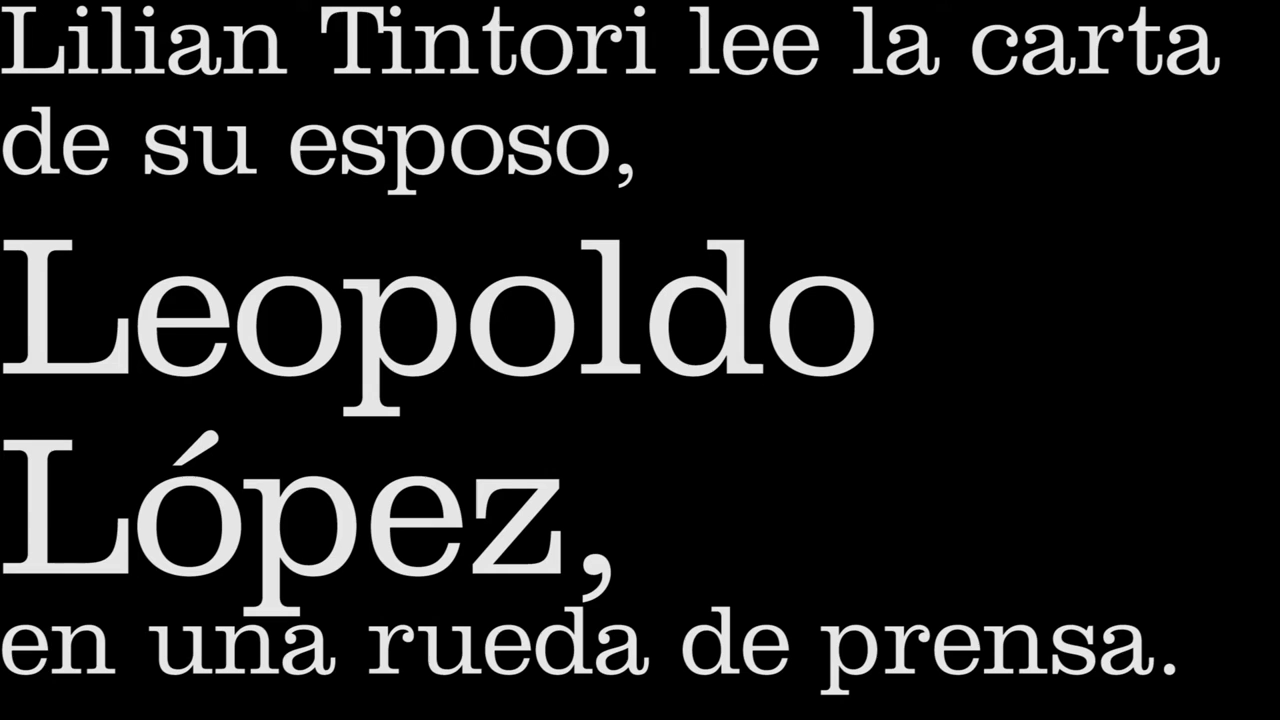 Lilian Tintori lee la carta
de su esposo,
Leopoldo
López,
en una rueda de prensa.